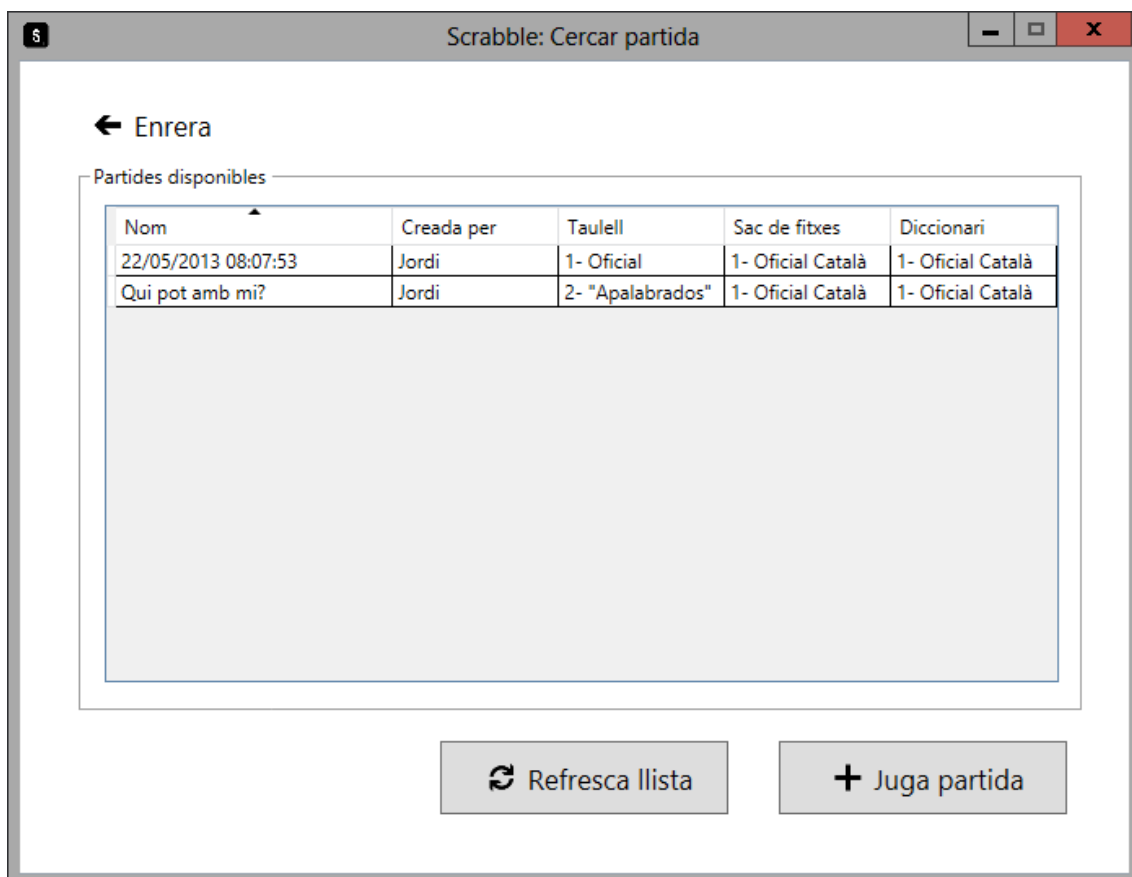 Scrabble: Cercar partida
Enrera
Partides disponibles
Nom Creada per Taulell Sac de fitxes Diccionari
22/05/2013 08:07:53 Jordi 1- Oficial 1- Oficial Català 1- Oficial Català
Qui pot amb mi? Jordi 2- "Apalabrados" 1- Oficial Català 1- Oficial Català
Refresca llista Juga partida